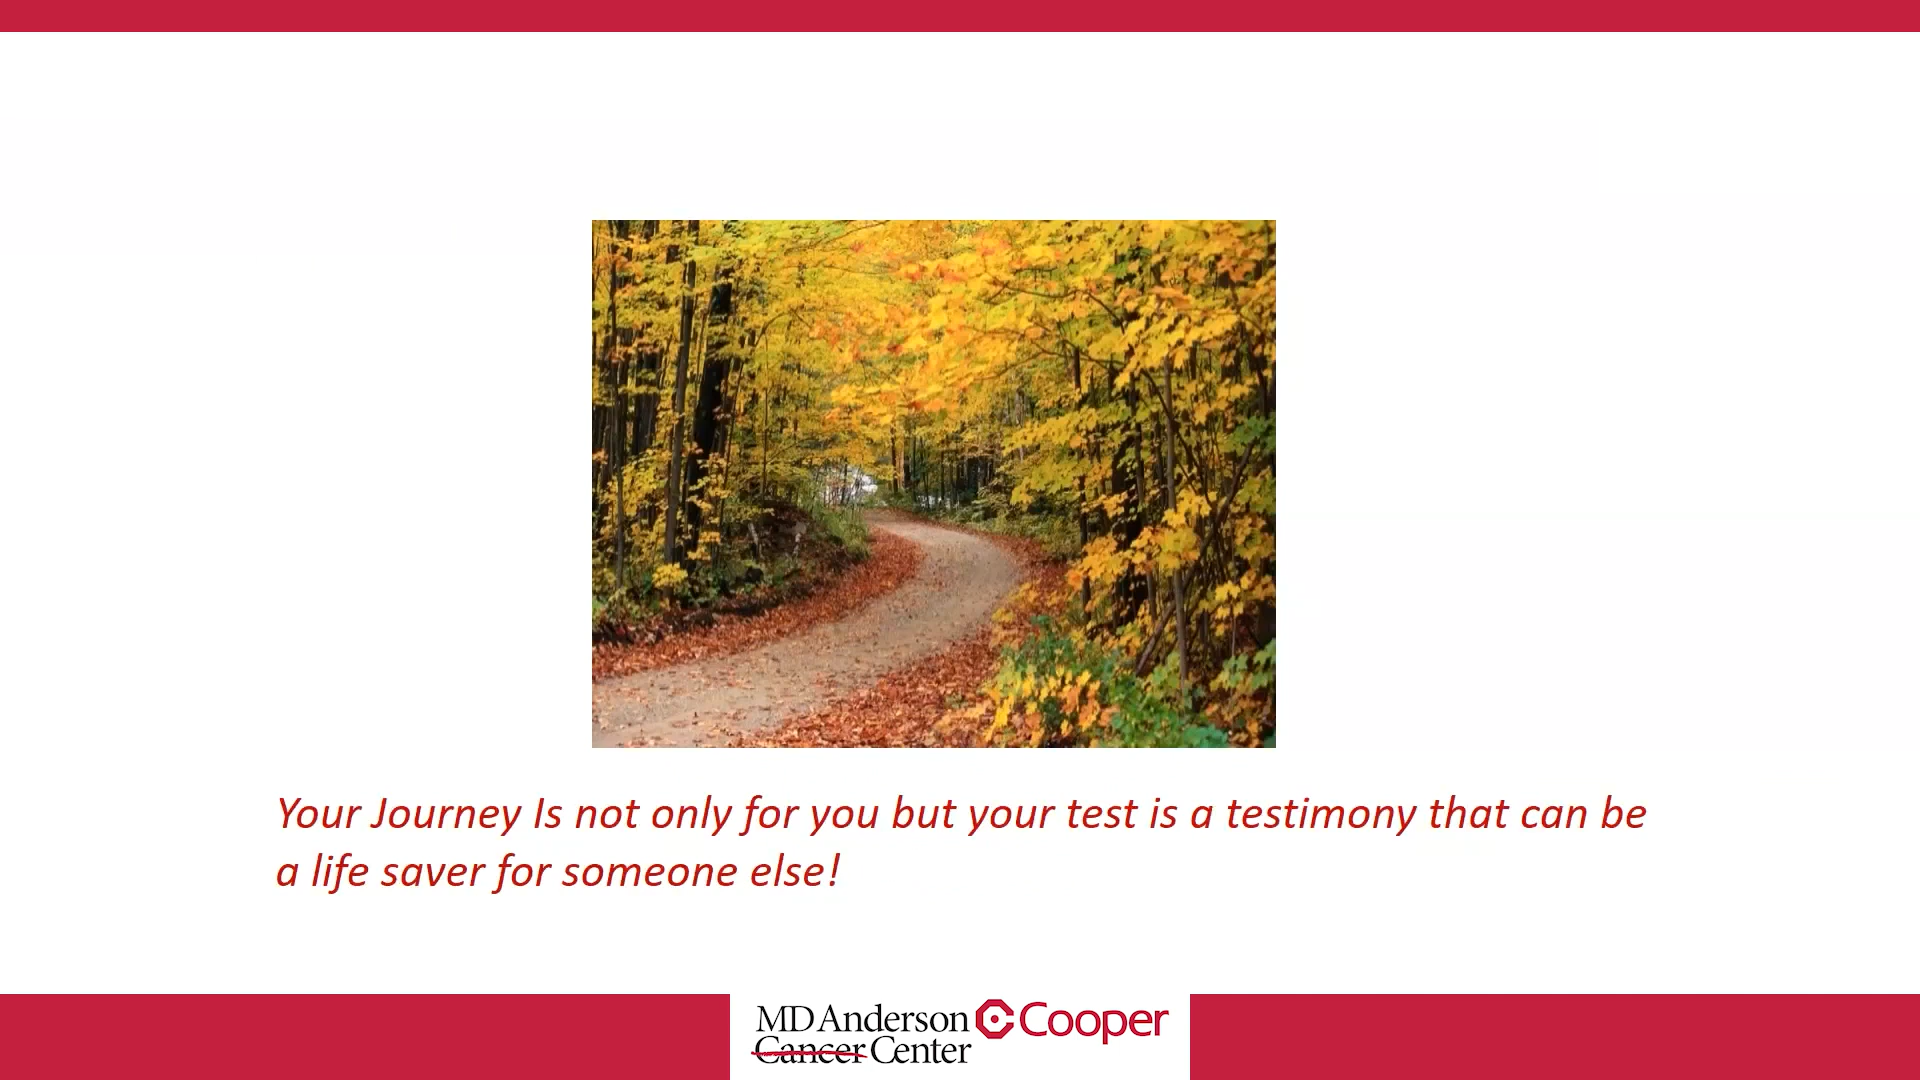 Your Journey Is not only for you but your test is a testimony that can be
a life saver for someone else!
MD Anderson Cooper
Cancer Center